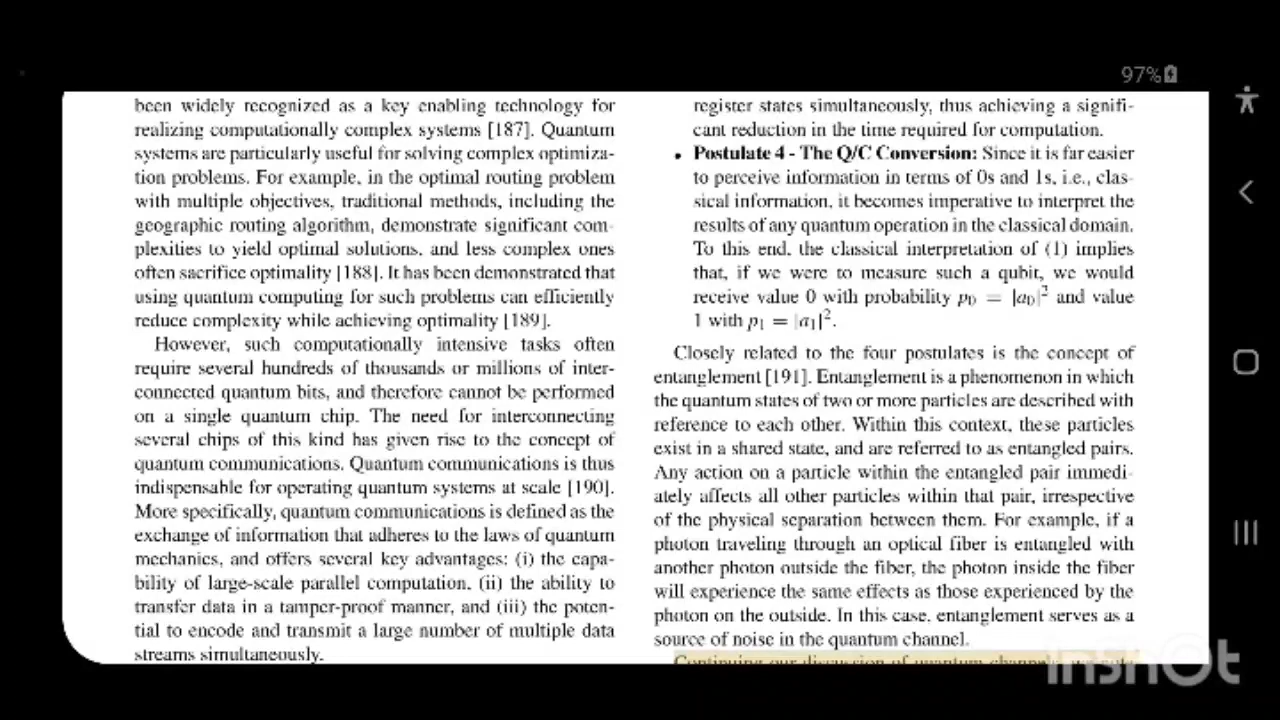 97%
been widely recognized as a key enabling technology for
realizing computationally complex systems [187]. Quantum
systems are particularly useful for solving complex optimiza-
tion problems. For example, in the optimal routing problem
with multiple objectives, traditional methods, including the
geographic routing algorithm, demonstrate significant com-
plexities to yield optimal solutions, and less complex ones
often sacrifice optimality [188]. It has been demonstrated that
using quantum computing for such problems can efficiently
reduce complexity while achieving optimality [189].
However, such computationally intensive tasks often
require several hundreds of thousands or millions of inter-
connected quantum bits, and therefore cannot be performed
on a single quantum chip. The need for interconnecting
several chips of this kind has given rise to the concept of
quantum communications. Quantum communications is thus
indispensable for operating quantum systems at scale [190].
More specifically, quantum communications is defined as the
exchange of information that adheres to the laws of quantum
mechanics, and offers several key advantages: (i) the capa-
bility of large-scale parallel computation, (ii) the ability to
transfer data in a tamper-proof manner, and (iii) the poten-
tial to encode and transmit a large number of multiple data
streams simultaneously.
register states simultaneously, thus achieving a signifi-
cant reduction in the time required for computation.
• Postulate 4 - The Q/C Conversion: Since it is far easier
to perceive information in terms of 0s and 1s, i.e., clas-
sical information, it becomes imperative to interpret the
results of any quantum operation in the classical domain.
To this end, the classical interpretation of (1) implies
that, if we were to measure such a qubit, we would
receive value 0 with probability p₀ = |a₀|² and value
1 with p₁ = |a₁|².
Closely related to the four postulates is the concept of
entanglement [191]. Entanglement is a phenomenon in which
the quantum states of two or more particles are described with
reference to each other. Within this context, these particles
exist in a shared state, and are referred to as entangled pairs.
Any action on a particle within the entangled pair immedi-
ately affects all other particles within that pair, irrespective
of the physical separation between them. For example, if a
photon traveling through an optical fiber is entangled with
another photon outside the fiber, the photon inside the fiber
will experience the same effects as those experienced by the
photon on the outside. In this case, entanglement serves as a
source of noise in the quantum channel.
Continuing our discussion of quantum channels
inshot